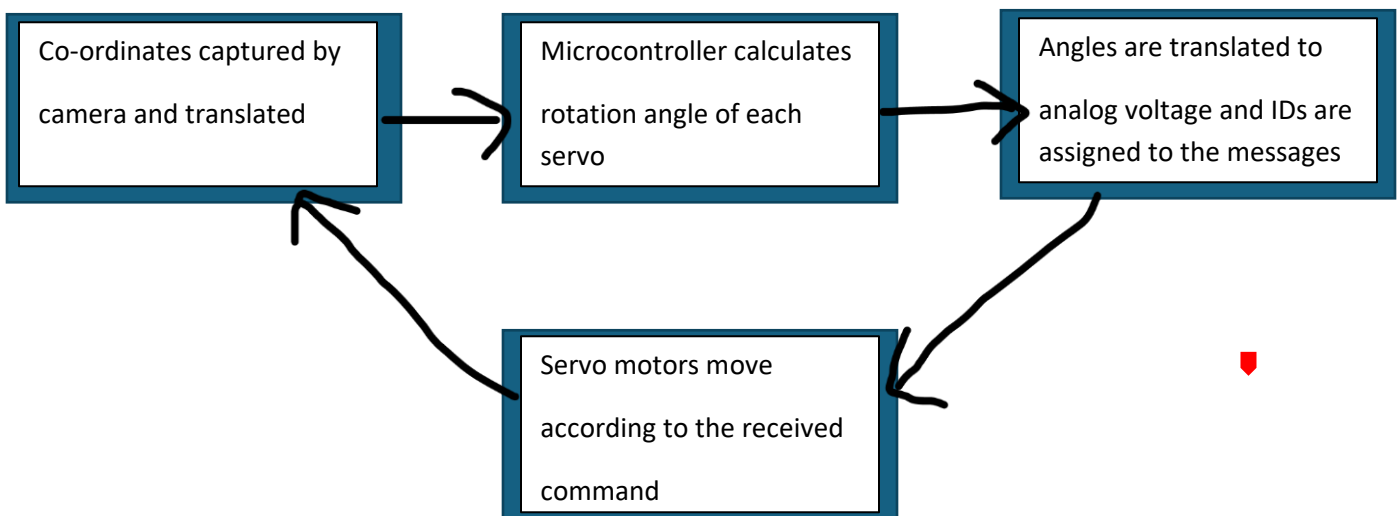 Co-ordinates captured by
camera and translated
Microcontroller calculates
rotation angle of each
servo
Angles are translated to
analog voltage and IDs are
assigned to the messages
Servo motors move
according to the received
command